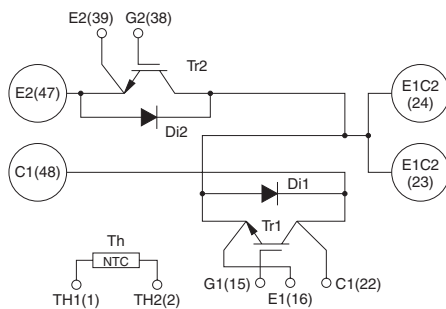 E2(39) G2(38)
Tr2
E2(47)
E1C2
(24)
Di2
C1(48)
E1C2
(23)
Di1
Tr1
Th
NTC
G1(15)
E1(16)
C1(22)
TH1(1) TH2(2)